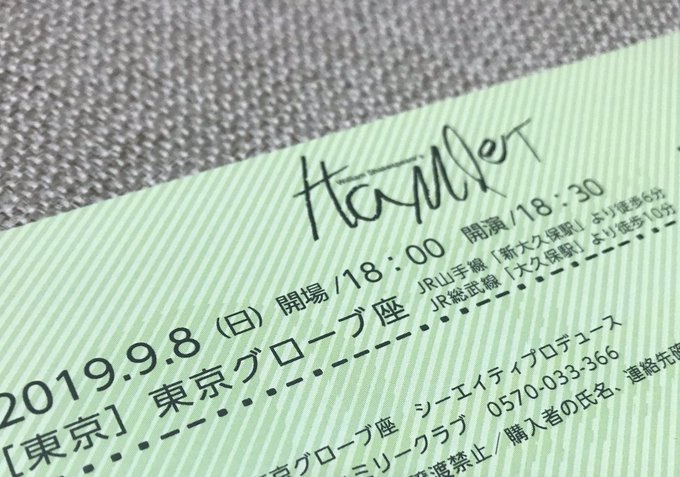 William Shakespeare's
Hamlet
2019.9.8（日）開場/18：00 開演/18：30
[東京] 東京グローブ座
JR山手線「新大久保駅」より徒歩6分
JR総武線「大久保駅」より徒歩10分
京グローブ座 シーエイティプロデュース
ミリークラブ 0570-033-366
譲渡禁止/購入者の氏名、連絡先確